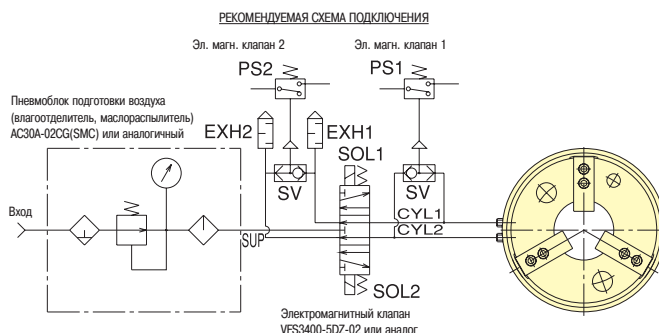 РЕКОМЕНДУЕМАЯ СХЕМА ПОДКЛЮЧЕНИЯ
Эл. магн. клапан 2
Эл. магн. клапан 1
PS2
PS1
Пневмоблок подготовки воздуха
(влагоотделитель, маслораспылитель)
AC30A-02CG(SMC) или аналогичный
EXH2
EXH1
SOL1
SV
SV
Вход
CYL1
CYL2
SUP
SOL2
Электромагнитный клапан
VFS3400-5DZ-02 или аналог